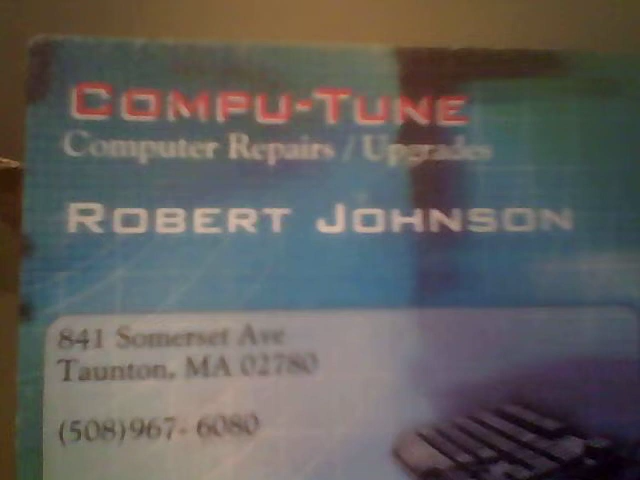 COMPU-TUNE
Computer Repairs / Upgrades
ROBERT JOHNSON
841 Somerset Ave
Taunton, MA 02780
(508)967-6080